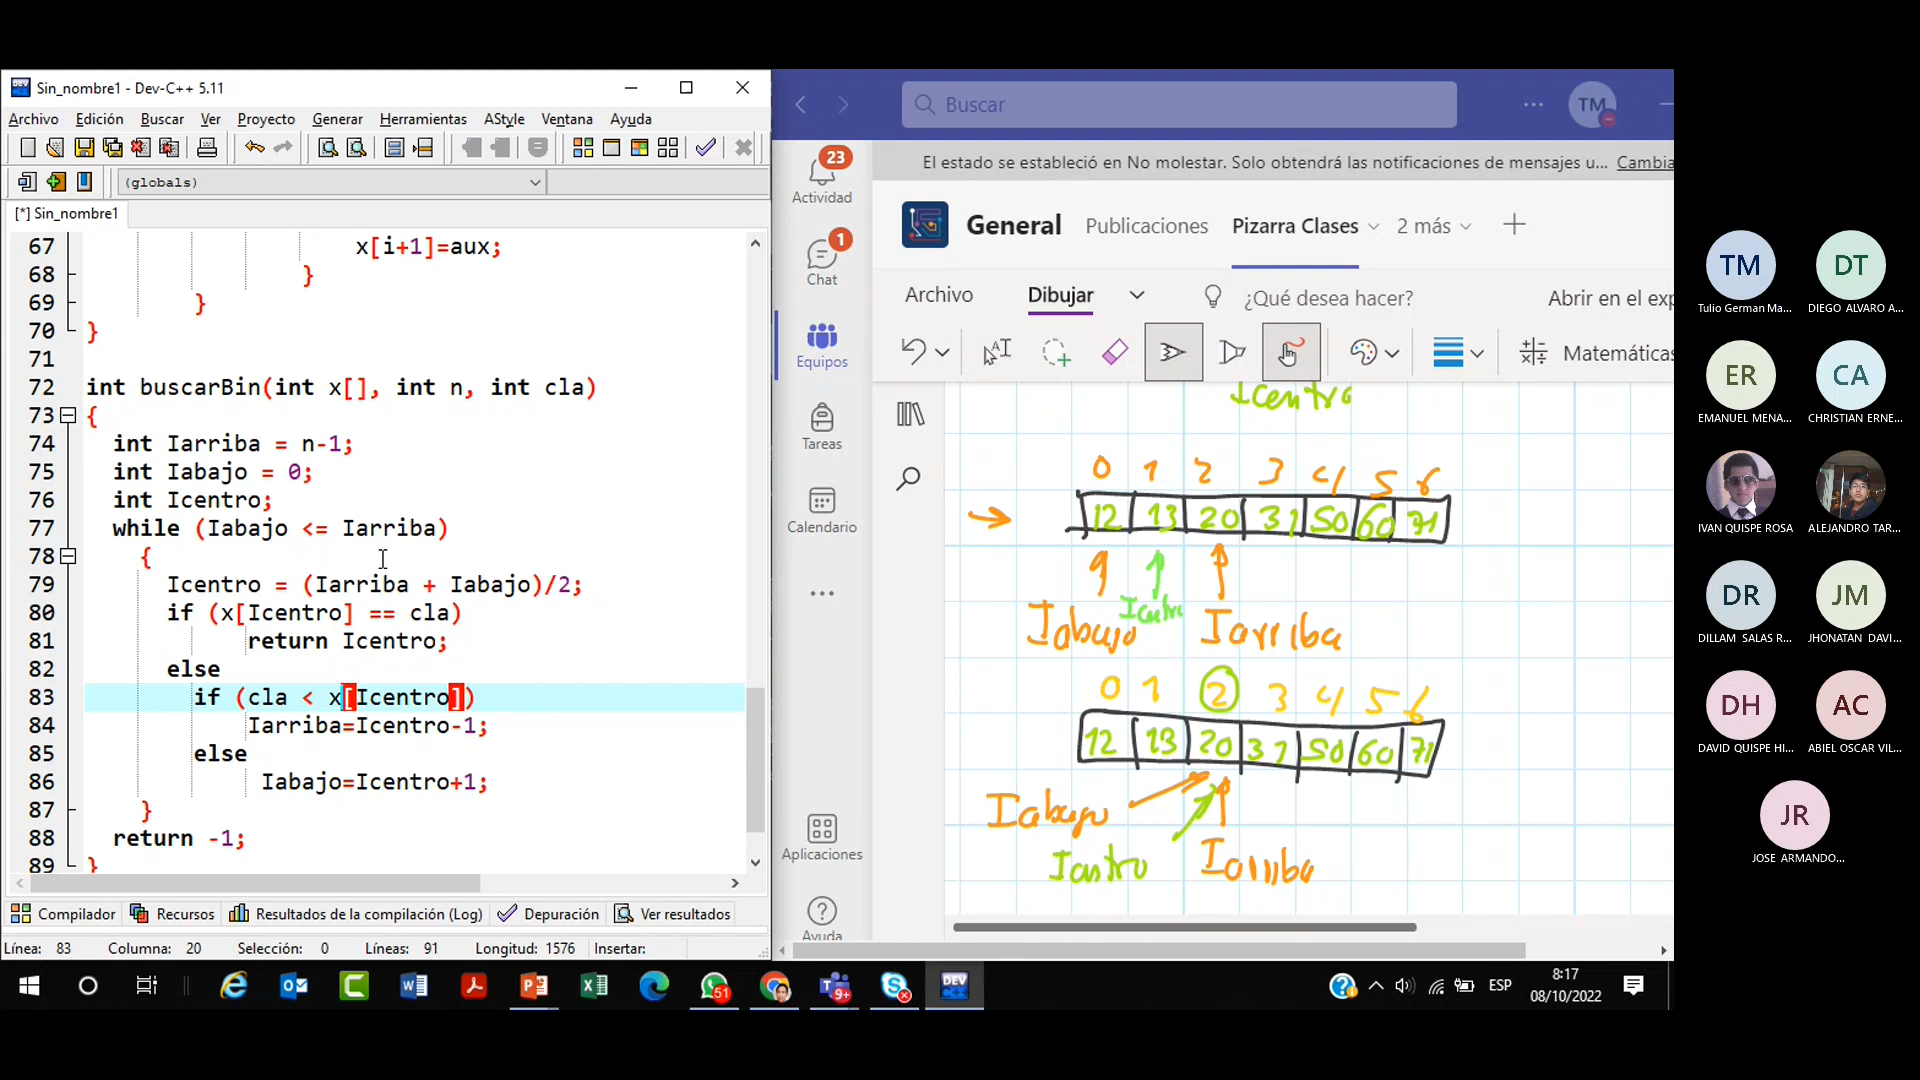 Sin_nombre1 - Dev-C++ 5.11
Archivo Edición Buscar Ver Proyecto Generar Herramientas AStyle Ventana Ayuda
(globals)
[*] Sin_nombre1
67 x[i+1]=aux;
68 }
69 }
70 }
71
72 int buscarBin(int x[], int n, int cla)
73 {
74 int Iarriba = n-1;
75 int Iabajo = 0;
76 int Icentro;
77 while (Iabajo <= Iarriba)
78 {
79 Icentro = (Iarriba + Iabajo)/2;
80 if (x[Icentro] == cla)
81 return Icentro;
82 else
83 if (cla < x[Icentro])
84 Iarriba=Icentro-1;
85 else
86 Iabajo=Icentro+1;
87 }
88 return -1;
89 }
Compilador Recursos Resultados de la compilación (Log) Depuración Ver resultados
Línea: 83 Columna: 20 Selección: 0 Líneas: 91 Longitud: 1576 Insertar:
Buscar
TM
El estado se estableció en No molestar. Solo obtendrá las notificaciones de mensajes u... Cambia
23
Actividad
1
Chat
Equipos
Tareas
Calendario
Aplicaciones
Ayuda
General Publicaciones Pizarra Clases 2 más
Archivo Dibujar ¿Qué desea hacer? Abrir en el exp
Matemáticas
Icentro
0 1 2 3 4 5 6
12 13 20 31 50 60 71
Iabajo Icentro Iarriba
0 1 2 3 4 5 6
12 13 20 31 50 60 71
Iabajo
Icntro Iarriba
TM DT
Tulio German Ma... DIEGO ALVARO A...
ER CA
EMANUEL MENA... CHRISTIAN ERNE...
IVAN QUISPE ROSA ALEJANDRO TAR...
DR JM
DILLAM SALAS R... JHONATAN DAVI...
DH AC
DAVID QUISPE HI... ABIEL OSCAR VIL...
JR
JOSE ARMANDO...
51 9+ DEV
ESP 8:17
08/10/2022